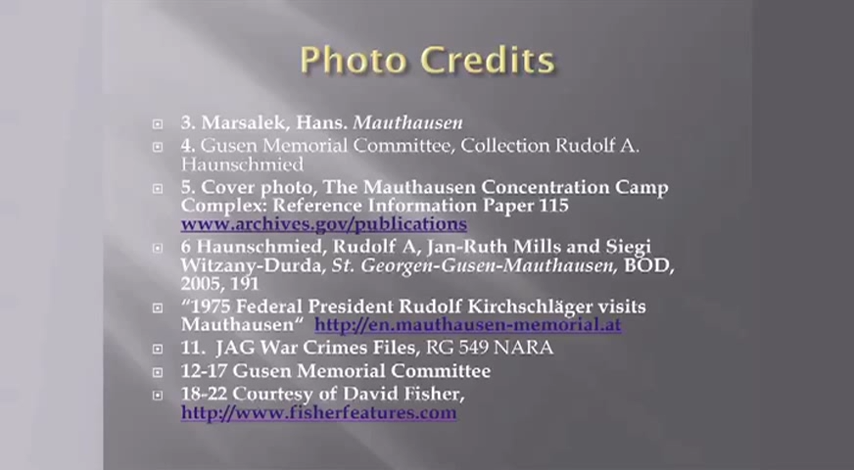 Photo Credits
3. Marsalek, Hans. Mauthausen
4. Gusen Memorial Committee, Collection Rudolf A.
Haunschmied
5. Cover photo, The Mauthausen Concentration Camp
Complex: Reference Information Paper 115
www.archives.gov/publications
6 Haunschmied, Rudolf A, Jan-Ruth Mills and Siegi
Witzany-Durda, St. Georgen-Gusen-Mauthausen, BOD,
2005, 191
"1975 Federal President Rudolf Kirchschläger visits
Mauthausen“ http://en.mauthausen-memorial.at
11. JAG War Crimes Files, RG 549 NARA
12-17 Gusen Memorial Committee
18-22 Courtesy of David Fisher,
http://www.fisherfeatures.com